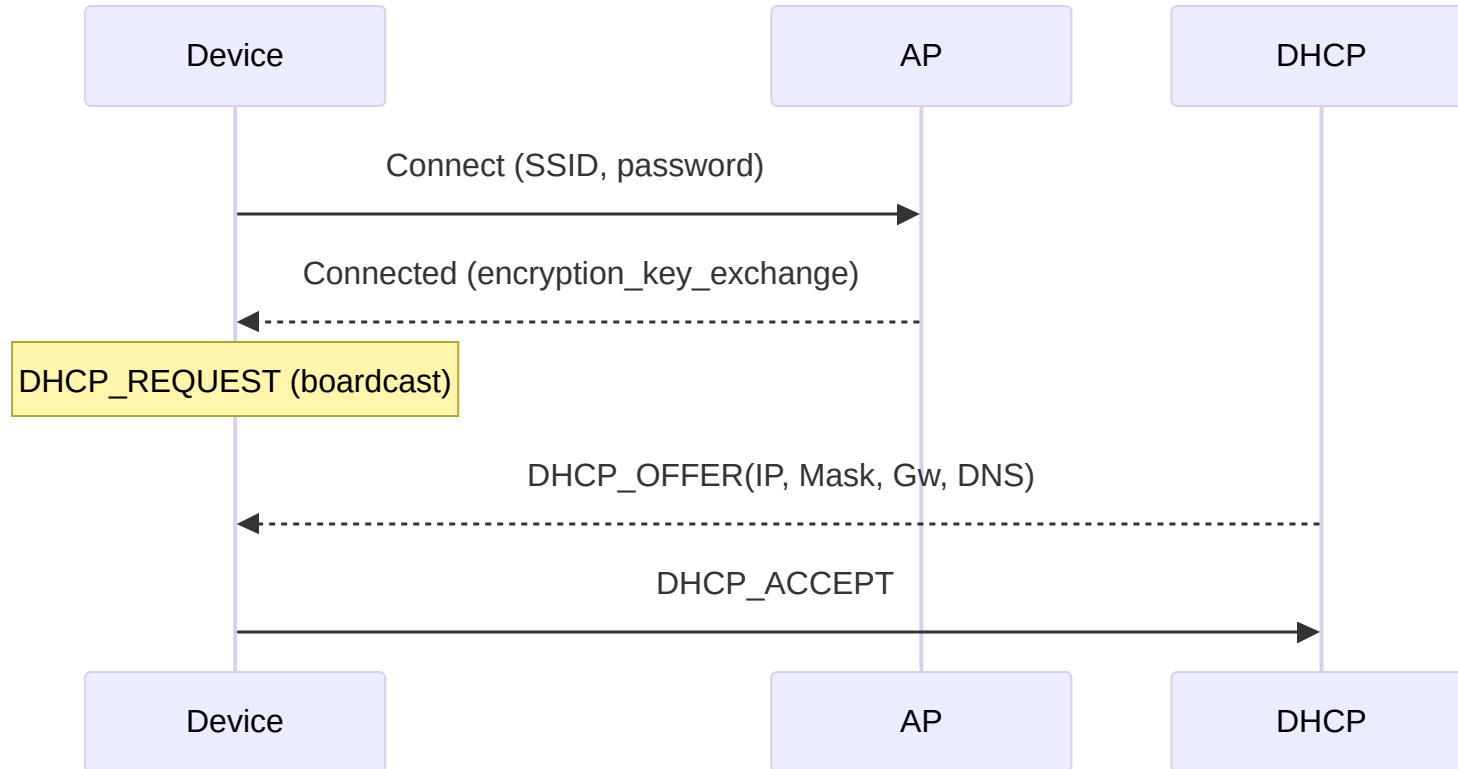 Device
AP
DHCP
Connect (SSID, password)
Connected (encryption_key_exchange)
DHCP_REQUEST (boardcast)
DHCP_OFFER(IP, Mask, Gw, DNS)
DHCP_ACCEPT
Device
AP
DHCP